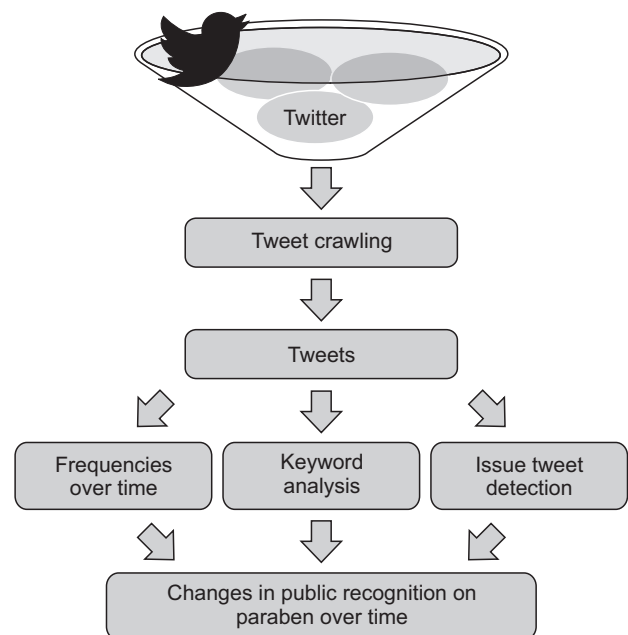 Twitter
Tweet crawling
Tweets
Frequencies
over time
Keyword
analysis
Issue tweet
detection
Changes in public recognition on
paraben over time